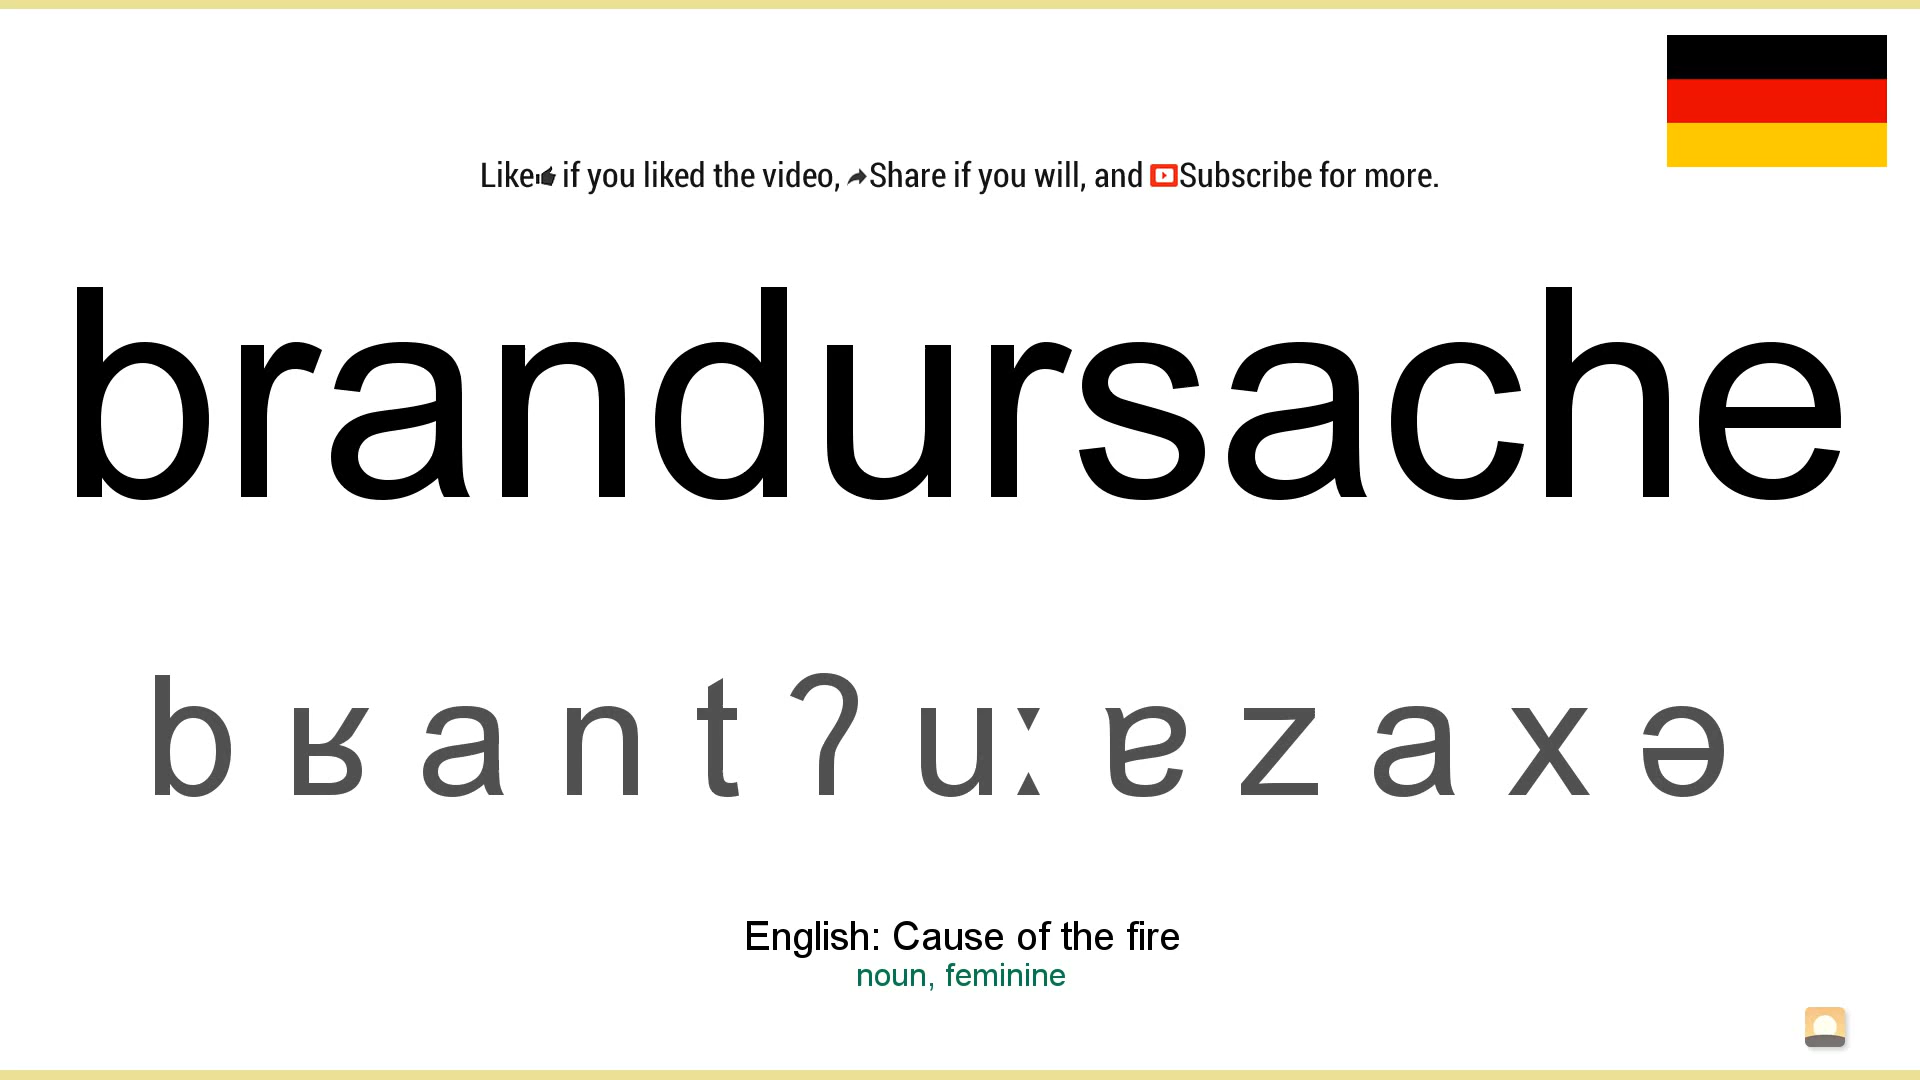 Like if you liked the video, Share if you will, and Subscribe for more.
brandursache
b ʁ a n t ʔ u ː ɐ z a x ə
English: Cause of the fire
noun, feminine